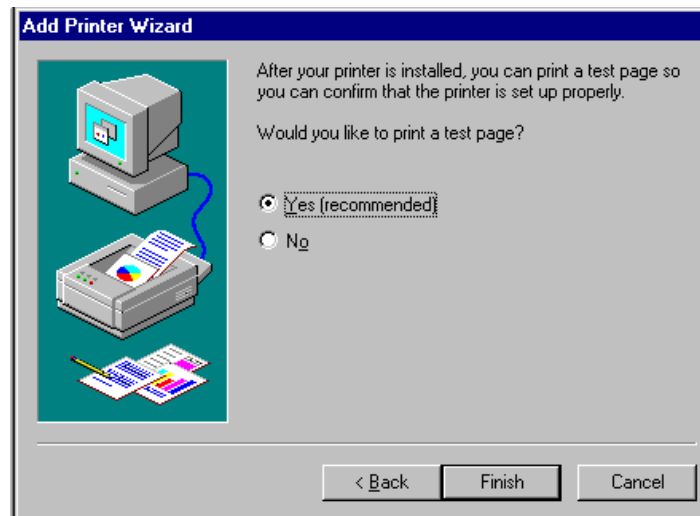 Add Printer Wizard
After your printer is installed, you can print a test page so
you can confirm that the printer is set up properly.
Would you like to print a test page?
Yes (recommended)
No
< Back
Finish
Cancel